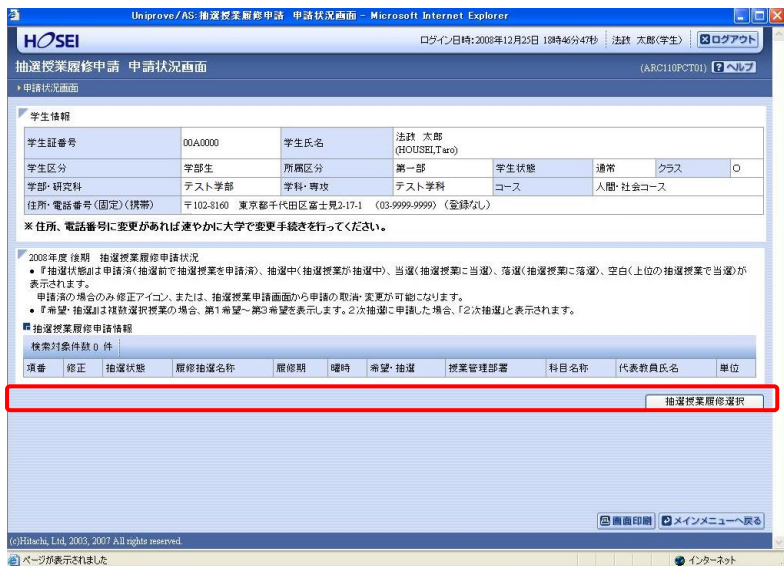 Uniprove/AS:抽選授業履修申請 申請状況画面 - Microsoft Internet Explorer
HOSEI
ログイン日時:2008年12月25日 18時46分47秒 法政 太郎(学生) ログアウト
抽選授業履修申請 申請状況画面 (ARC110PCT01) ? ヘルプ
申請状況画面
学生情報
学生証番号 00A0000 学生氏名 法政 太郎
(HOUSEI,Taro)
学生区分 学部生 所属区分 第一部 学生状態 通常 クラス O
学部・研究科 テスト学部 学科・専攻 テスト学科 コース 人間・社会コース
住所・電話番号(固定)(携帯) 〒102-8160 東京都千代田区富士見2-17-1 (03-9999-9999) (登録なし)
※住所、電話番号に変更があれば速やかに大学で変更手続きを行ってください。
2008年度 後期 抽選授業履修申請状況
● 『抽選状態』は申請済(抽選前で抽選授業を申請済)、抽選中(抽選授業が抽選中)、当選(抽選授業に当選)、落選(抽選授業に落選)、空白(上位の抽選授業で当選)が
表示されます。
申請済の場合のみ修正アイコン、または、抽選授業申請画面から申請の取消・変更が可能になります。
● 『希望・抽選』は複数選択授業の場合、第1希望～第3希望を表示します。2次抽選に申請した場合、「2次抽選」と表示されます。
抽選授業履修申請情報
検索対象件数 0 件
項番 修正 抽選状態 履修抽選名称 履修期 曜時 希望・抽選 授業管理部署 科目名称 代表教員氏名 単位
抽選授業履修選択
画面印刷 メインメニューへ戻る
(c)Hitachi, Ltd, 2003, 2007 All rights reserved.
ページが表示されました インターネット